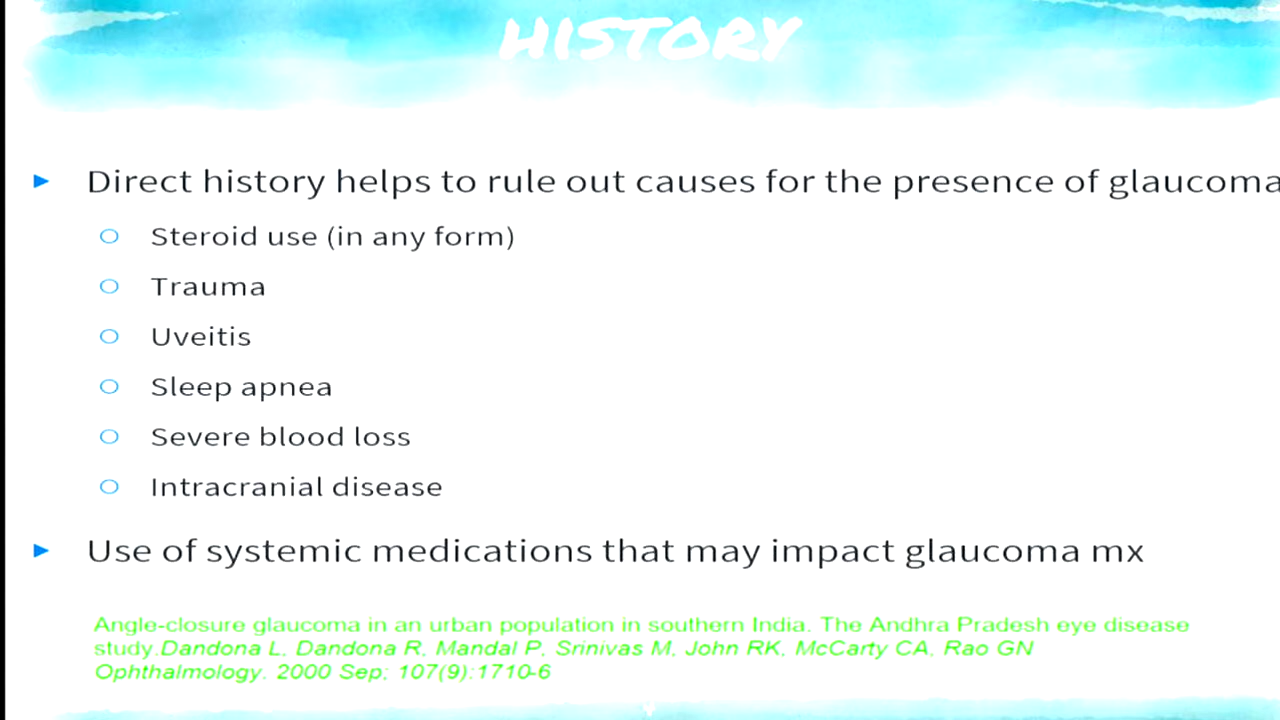 HISTORY
Direct history helps to rule out causes for the presence of glaucoma
Steroid use (in any form)
Trauma
Uveitis
Sleep apnea
Severe blood loss
Intracranial disease
Use of systemic medications that may impact glaucoma mx
Angle-closure glaucoma in an urban population in southern India. The Andhra Pradesh eye disease
study.Dandona L, Dandona R, Mandal P, Srinivas M, John RK, McCarty CA, Rao GN
Ophthalmology. 2000 Sep; 107(9):1710-6